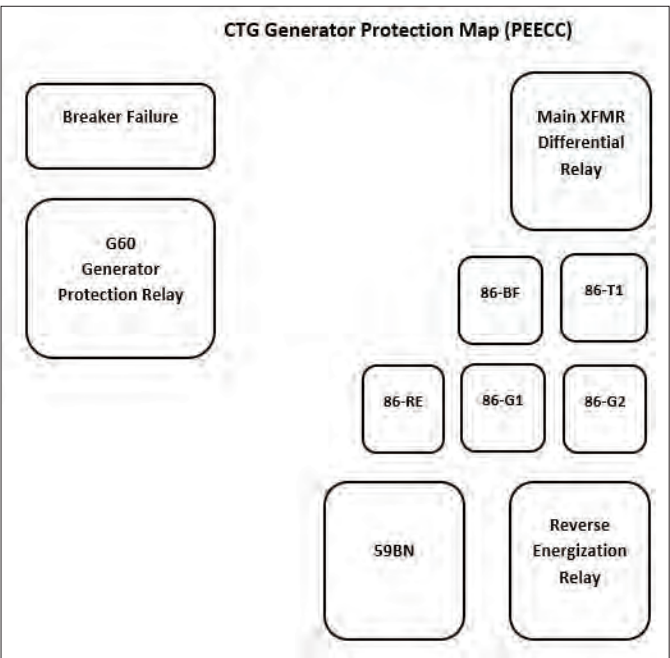 CTG Generator Protection Map (PEECC)
Breaker Failure
Main XFMR
Differential
Relay
G60
Generator
Protection Relay
86-BF
86-T1
86-RE
86-G1
86-G2
59BN
Reverse
Energization
Relay